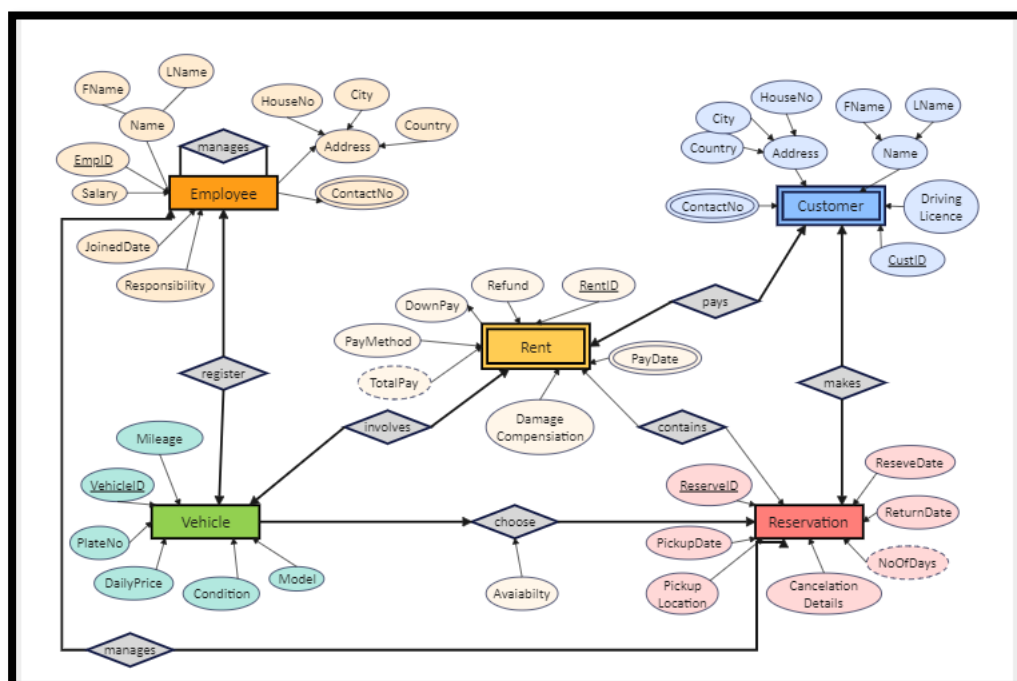 LName
FName
Name
EmpID
Salary
manages
Employee
HouseNo
City
Country
Address
ContactNo
JoinedDate
Responsibility
HouseNo
City
Country
Address
FName
LName
Name
ContactNo
Customer
Driving
Licence
CustID
Refund
RentID
DownPay
PayMethod
TotalPay
Rent
PayDate
Damage
Compensiation
pays
register
involves
contains
makes
Mileage
VehicleID
PlateNo
Vehicle
DailyPrice
Condition
Model
choose
Avaiabilty
ReserveID
ReseveDate
Reservation
ReturnDate
PickupDate
NoOfDays
Pickup
Location
Cancelation
Details
manages